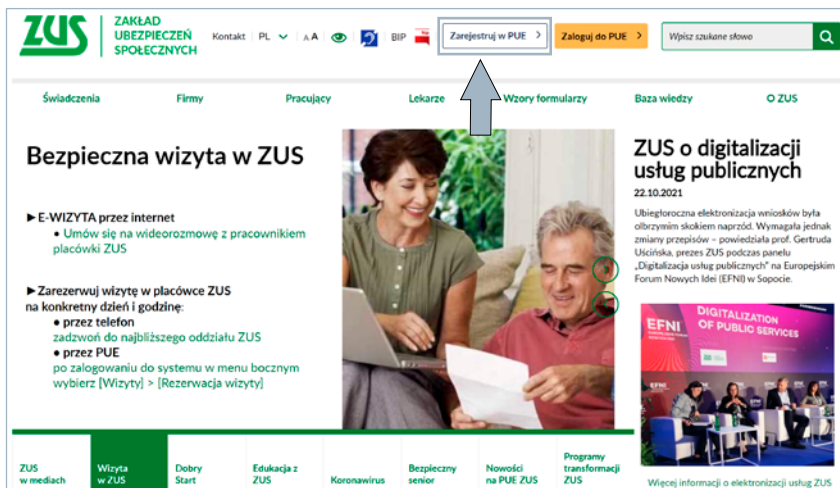 ZUS
ZAKŁAD
UBEZPIECZEŃ
SPOŁECZNYCH
Kontakt
PL
A A
BIP
Zarejestruj w PUE >
Zaloguj do PUE >
Wpisz szukane słowo
Świadczenia
Firmy
Pracujący
Lekarze
Wzory formularzy
Baza wiedzy
O ZUS
Bezpieczna wizyta w ZUS
►E-WIZYTA przez internet
• Umów się na wideorozmowę z pracownikiem
placówki ZUS
►Zarezerwuj wizytę w placówce ZUS
na konkretny dzień i godzinę:
• przez telefon
zadzwoń do najbliższego oddziału ZUS
• przez PUE
po zalogowaniu do systemu w menu bocznym
wybierz [Wizyty] > [Rezerwacja wizyty]
ZUS o digitalizacji
usług publicznych
22.10.2021
Ubiegłoroczna elektronizacja wniosków była
olbrzymim skokiem naprzód. Wymagała jednak
zmiany przepisów – powiedziała prof. Gertruda
Uścińska, prezes ZUS podczas panelu
„Digitalizacja usług publicznych” na Europejskim
Forum Nowych Idei (EFNI) w Sopocie.
EFNI
DIGITALIZATION
OF PUBLIC SERVICES
Więcej informacji o elektronizacji usług ZUS
ZUS
w mediach
Wizyta
w ZUS
Dobry
Start
Edukacja z
ZUS
Koronawirus
Bezpieczny
senior
Nowości
na PUE ZUS
Programy
transformacji
ZUS